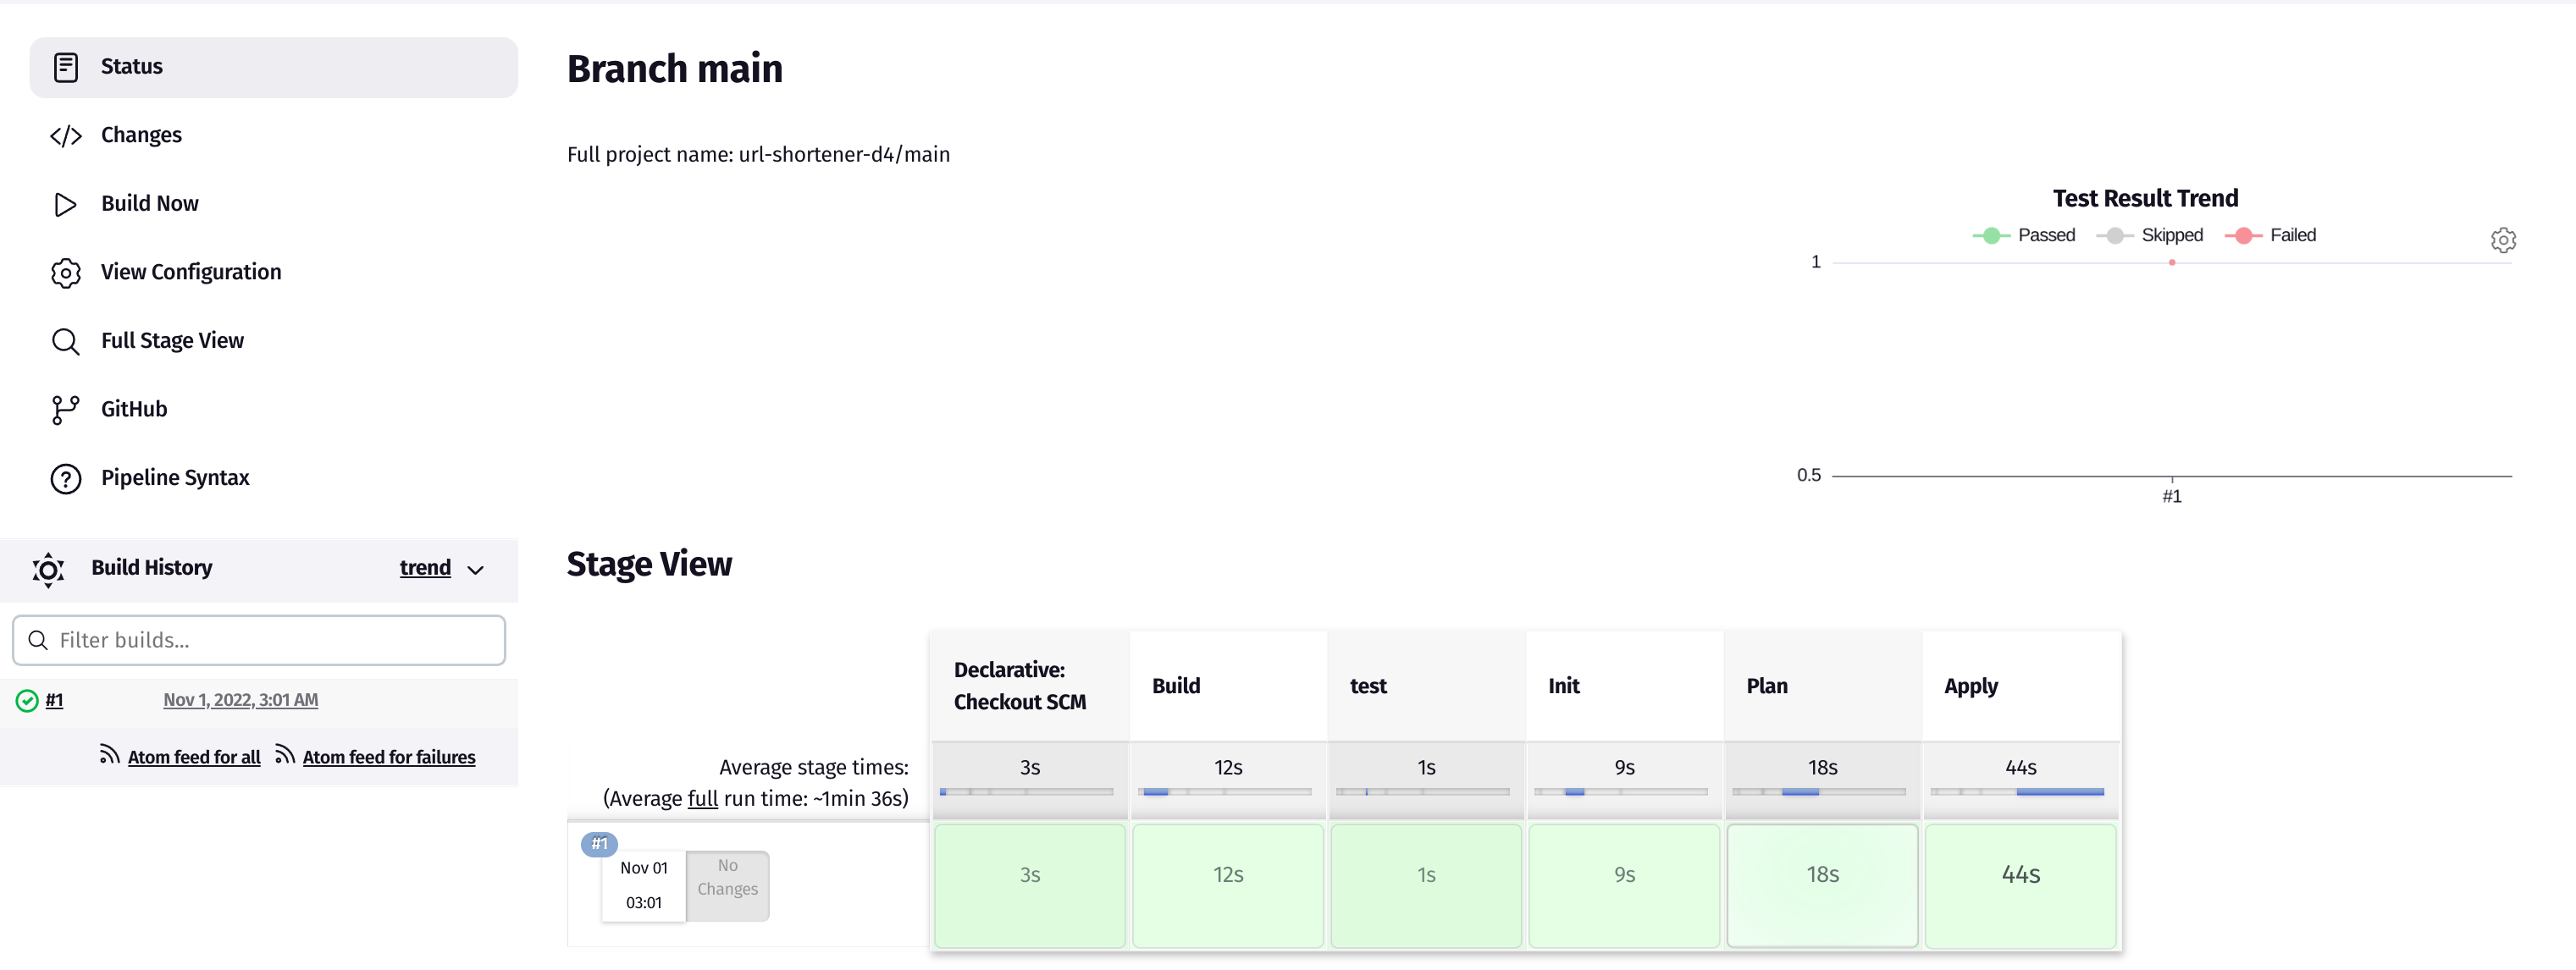 Status
Changes
Build Now
View Configuration
Full Stage View
GitHub
Pipeline Syntax
Build History
trend
Filter builds...
#1
Nov 1, 2022, 3:01 AM
Atom feed for all
Atom feed for failures
Branch main
Full project name: url-shortener-d4/main
Test Result Trend
Passed
Skipped
Failed
1
0.5
#1
Stage View
Declarative:
Checkout SCM
Build
test
Init
Plan
Apply
Average stage times:
(Average full run time: ~1min 36s)
3s
12s
1s
9s
18s
44s
#1
Nov 01
03:01
No
Changes
3s
12s
1s
9s
18s
44s